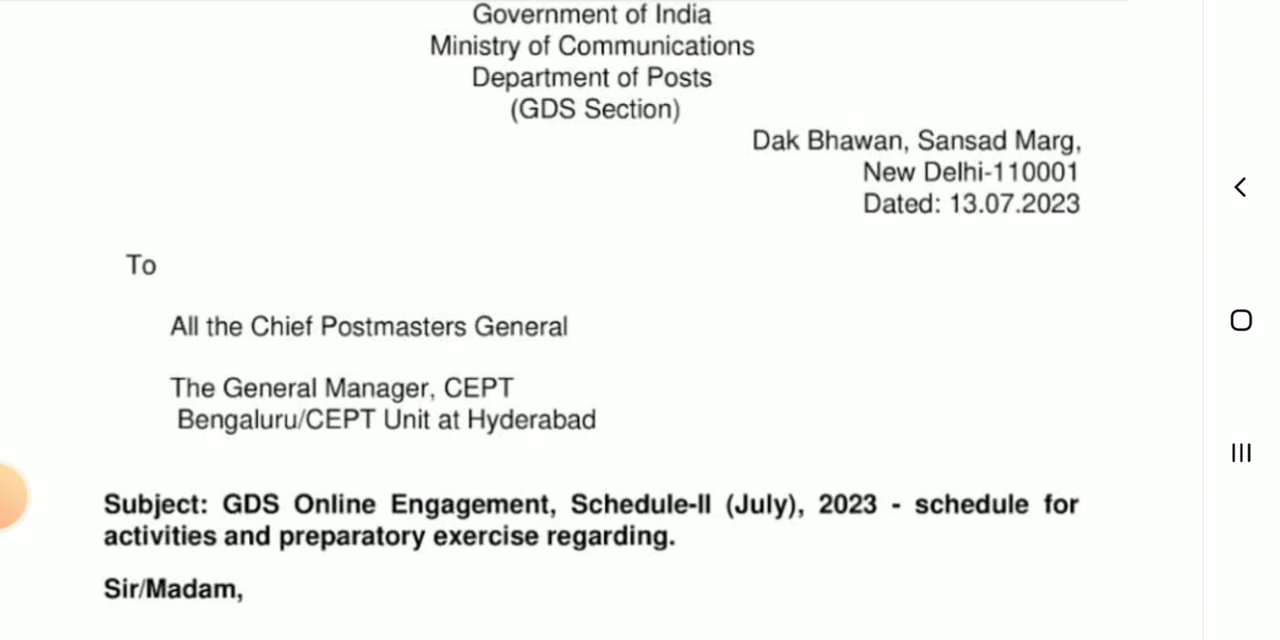 Government of India
Ministry of Communications
Department of Posts
(GDS Section)
Dak Bhawan, Sansad Marg,
New Delhi-110001
Dated: 13.07.2023
To
All the Chief Postmasters General
The General Manager, CEPT
Bengaluru/CEPT Unit at Hyderabad
Subject: GDS Online Engagement, Schedule-II (July), 2023 - schedule for
activities and preparatory exercise regarding.
Sir/Madam,